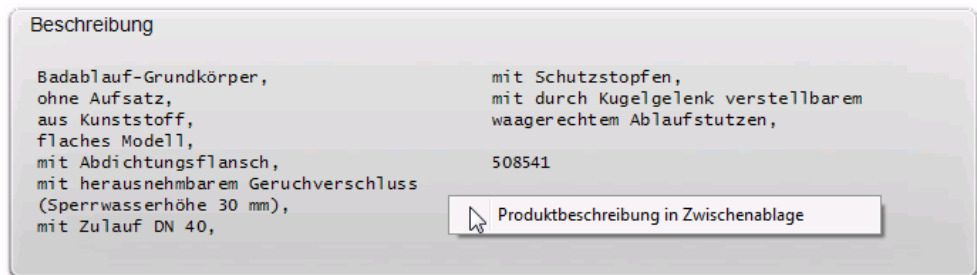 Beschreibung
Badablauf-Grundkörper,
ohne Aufsatz,
aus Kunststoff,
flaches Modell,
mit Abdichtungsflansch,
mit herausnehmbarem Geruchverschluss
(Sperrwasserhöhe 30 mm),
mit Zulauf DN 40,
mit Schutzstopfen,
mit durch Kugelgelenk verstellbarem
waagerechtem Ablaufstutzen,
508541
Produktbeschreibung in Zwischenablage